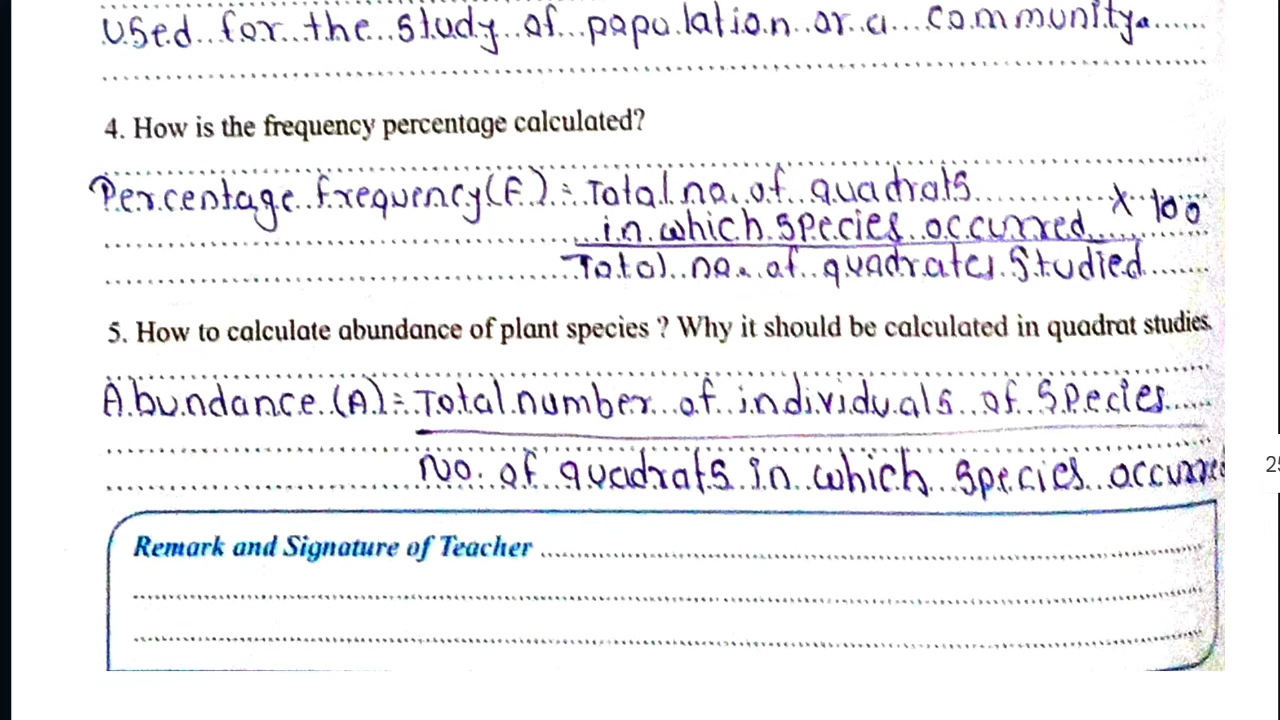 used for the study of population or a community.
4. How is the frequency percentage calculated?
Percentage frequency (F) = Total no. of quadrats
in which species occurred × 100
Total no. of quadrates studied
5. How to calculate abundance of plant species ? Why it should be calculated in quadrat studies.
Abundance (A) = Total number of individuals of species
No. of quadrats in which species occurred
25
Remark and Signature of Teacher